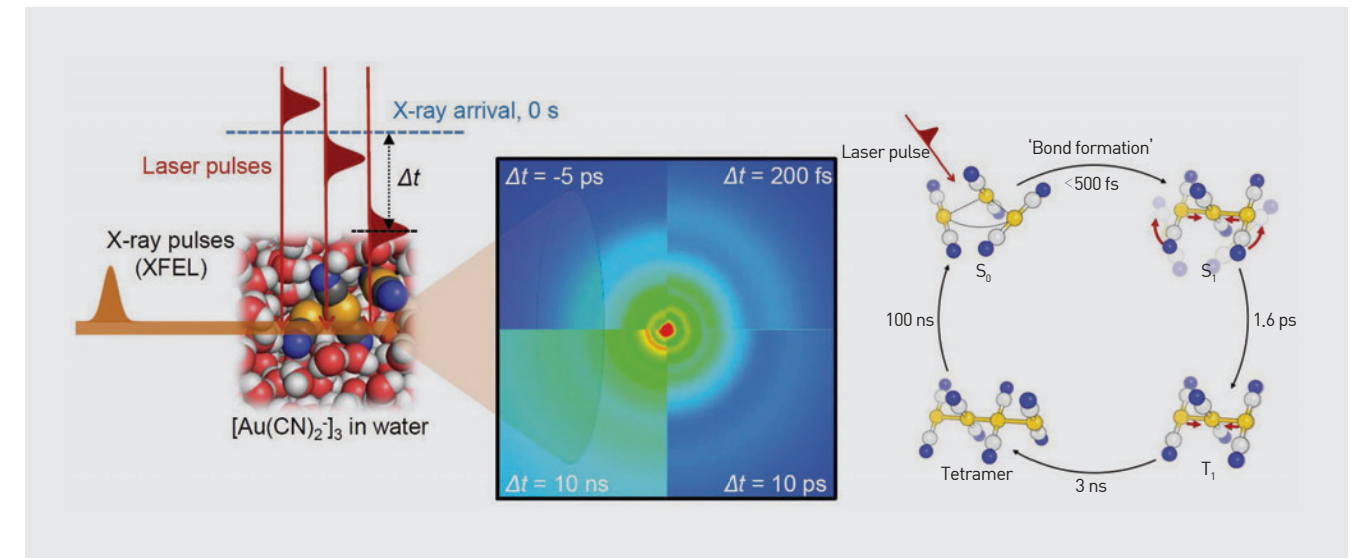 X-ray arrival, 0 s
Laser pulses
Δt
X-ray pulses
(XFEL)
[Au(CN)₂⁻]₃ in water
Δt = -5 ps
Δt = 200 fs
Δt = 10 ns
Δt = 10 ps
Laser pulse
'Bond formation'
<500 fs
S₀
S₁
100 ns
1.6 ps
Tetramer
T₁
3 ns